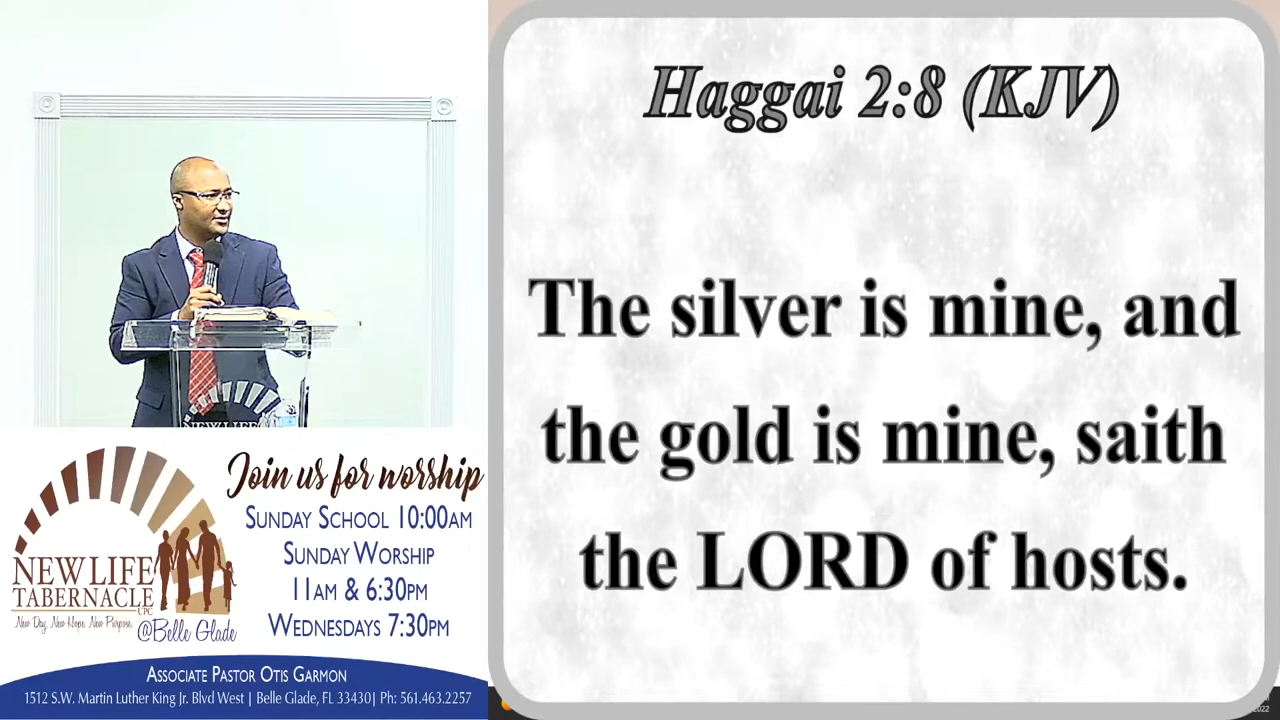 Haggai 2:8 (KJV)
The silver is mine, and
the gold is mine, saith
the LORD of hosts.
NEW LIFE
Join us for worship
SUNDAY SCHOOL 10:00AM
SUNDAY WORSHIP
11AM & 6:30PM
WEDNESDAYS 7:30PM
NEW LIFE
TABERNACLE
UPC
New Day. New Hope. New Purpose.
@Belle Glade
ASSOCIATE PASTOR OTIS GARMON
1512 S.W. Martin Luther King Jr. Blvd West | Belle Glade, FL 33430| Ph: 561.463.2257
2022